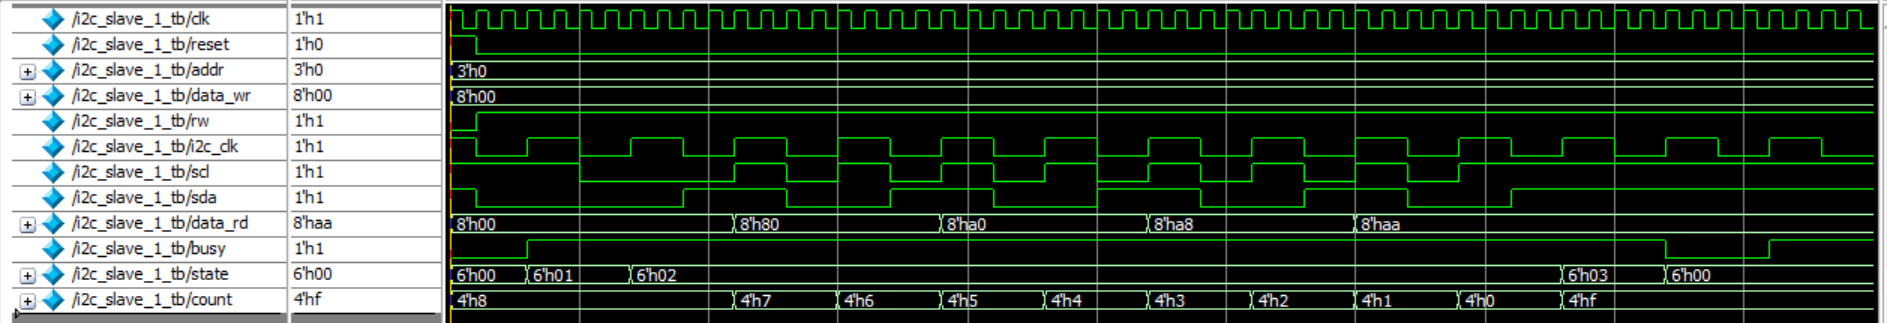 /i2c_slave_1_tb/clk 1'h1
/i2c_slave_1_tb/reset 1'h0
/i2c_slave_1_tb/addr 3'h0 3'h0
/i2c_slave_1_tb/data_wr 8'h00 8'h00
/i2c_slave_1_tb/rw 1'h1
/i2c_slave_1_tb/i2c_clk 1'h1
/i2c_slave_1_tb/scl 1'h1
/i2c_slave_1_tb/sda 1'h1
/i2c_slave_1_tb/data_rd 8'haa 8'h00 8'h80 8'ha0 8'ha8 8'haa
/i2c_slave_1_tb/busy 1'h1
/i2c_slave_1_tb/state 6'h00 6'h00 6'h01 6'h02 6'h03 6'h00
/i2c_slave_1_tb/count 4'hf 4'h8 4'h7 4'h6 4'h5 4'h4 4'h3 4'h2 4'h1 4'h0 4'hf